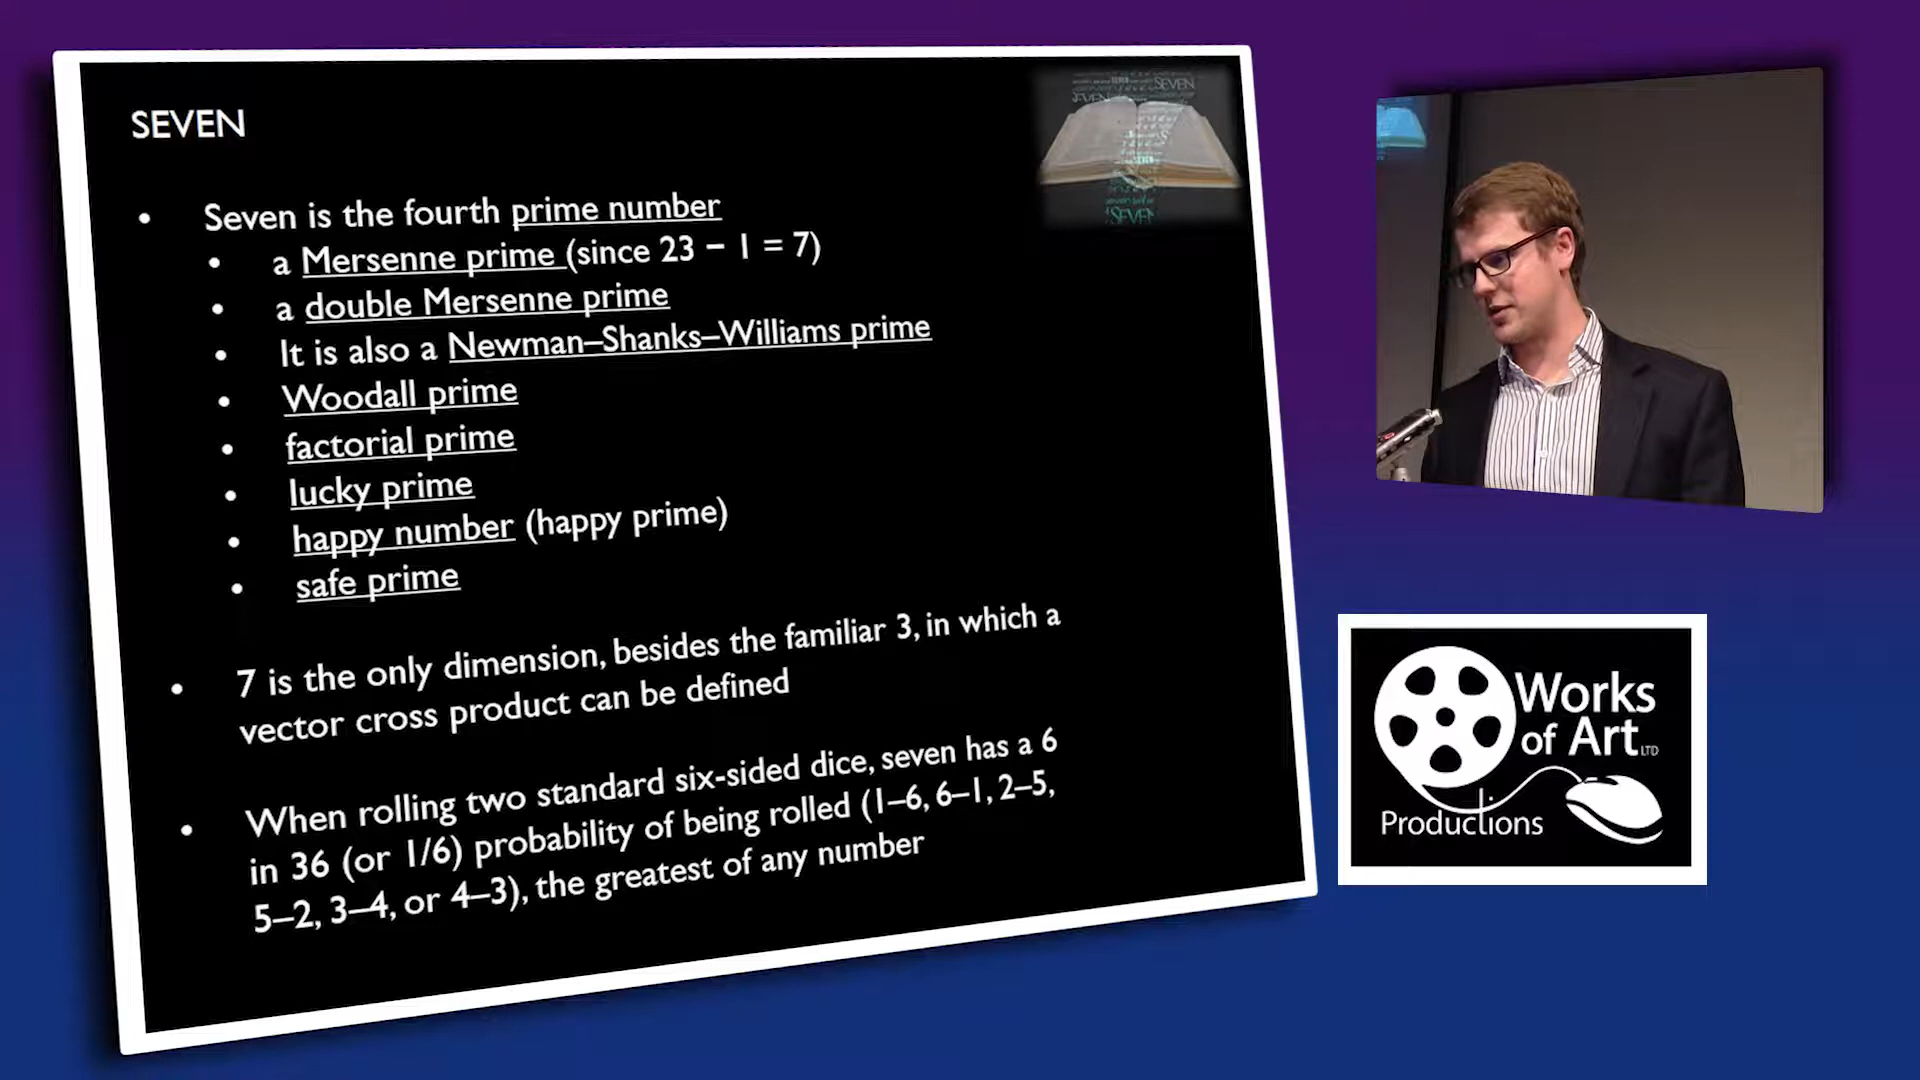 SEVEN
SEVEN
SEVEN
SEVEN
• Seven is the fourth prime number
• a Mersenne prime (since 23 − 1 = 7)
• a double Mersenne prime
• It is also a Newman–Shanks–Williams prime
• Woodall prime
• factorial prime
• lucky prime
• happy number (happy prime)
• safe prime
• 7 is the only dimension, besides the familiar 3, in which a
vector cross product can be defined
• When rolling two standard six-sided dice, seven has a 6
in 36 (or 1/6) probability of being rolled (1–6, 6–1, 2–5,
5–2, 3–4, or 4–3), the greatest of any number
Works
of Art LTD
Productions